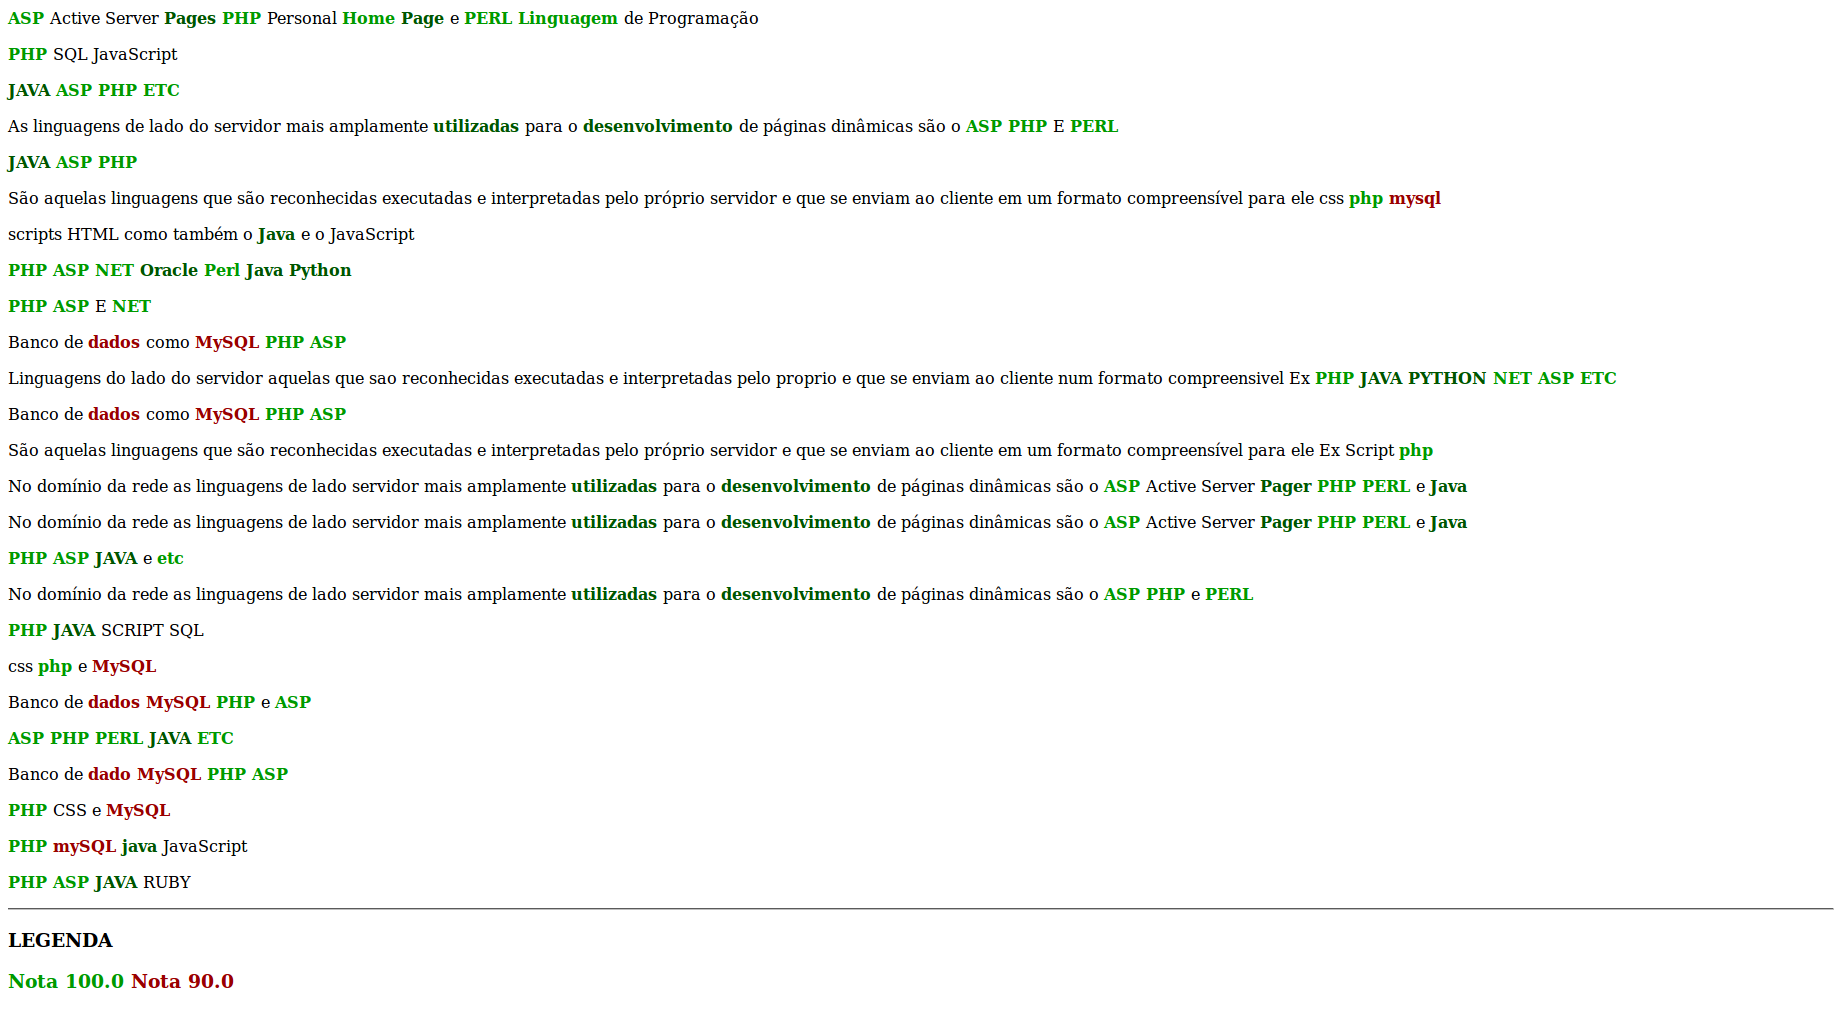 ASP Active Server Pages PHP Personal Home Page e PERL Linguagem de Programação
PHP SQL JavaScript
JAVA ASP PHP ETC
As linguagens de lado do servidor mais amplamente utilizadas para o desenvolvimento de páginas dinâmicas são o ASP PHP E PERL
JAVA ASP PHP
São aquelas linguagens que são reconhecidas executadas e interpretadas pelo próprio servidor e que se enviam ao cliente em um formato compreensível para ele css php mysql
scripts HTML como também o Java e o JavaScript
PHP ASP NET Oracle Perl Java Python
PHP ASP E NET
Banco de dados como MySQL PHP ASP
Linguagens do lado do servidor aquelas que sao reconhecidas executadas e interpretadas pelo proprio e que se enviam ao cliente num formato compreensivel Ex PHP JAVA PYTHON NET ASP ETC
Banco de dados como MySQL PHP ASP
São aquelas linguagens que são reconhecidas executadas e interpretadas pelo próprio servidor e que se enviam ao cliente em um formato compreensível para ele Ex Script php
No domínio da rede as linguagens de lado servidor mais amplamente utilizadas para o desenvolvimento de páginas dinâmicas são o ASP Active Server Pager PHP PERL e Java
No domínio da rede as linguagens de lado servidor mais amplamente utilizadas para o desenvolvimento de páginas dinâmicas são o ASP Active Server Pager PHP PERL e Java
PHP ASP JAVA e etc
No domínio da rede as linguagens de lado servidor mais amplamente utilizadas para o desenvolvimento de páginas dinâmicas são o ASP PHP e PERL
PHP JAVA SCRIPT SQL
css php e MySQL
Banco de dados MySQL PHP e ASP
ASP PHP PERL JAVA ETC
Banco de dado MySQL PHP ASP
PHP CSS e MySQL
PHP mySQL java JavaScript
PHP ASP JAVA RUBY
LEGENDA
Nota 100.0 Nota 90.0